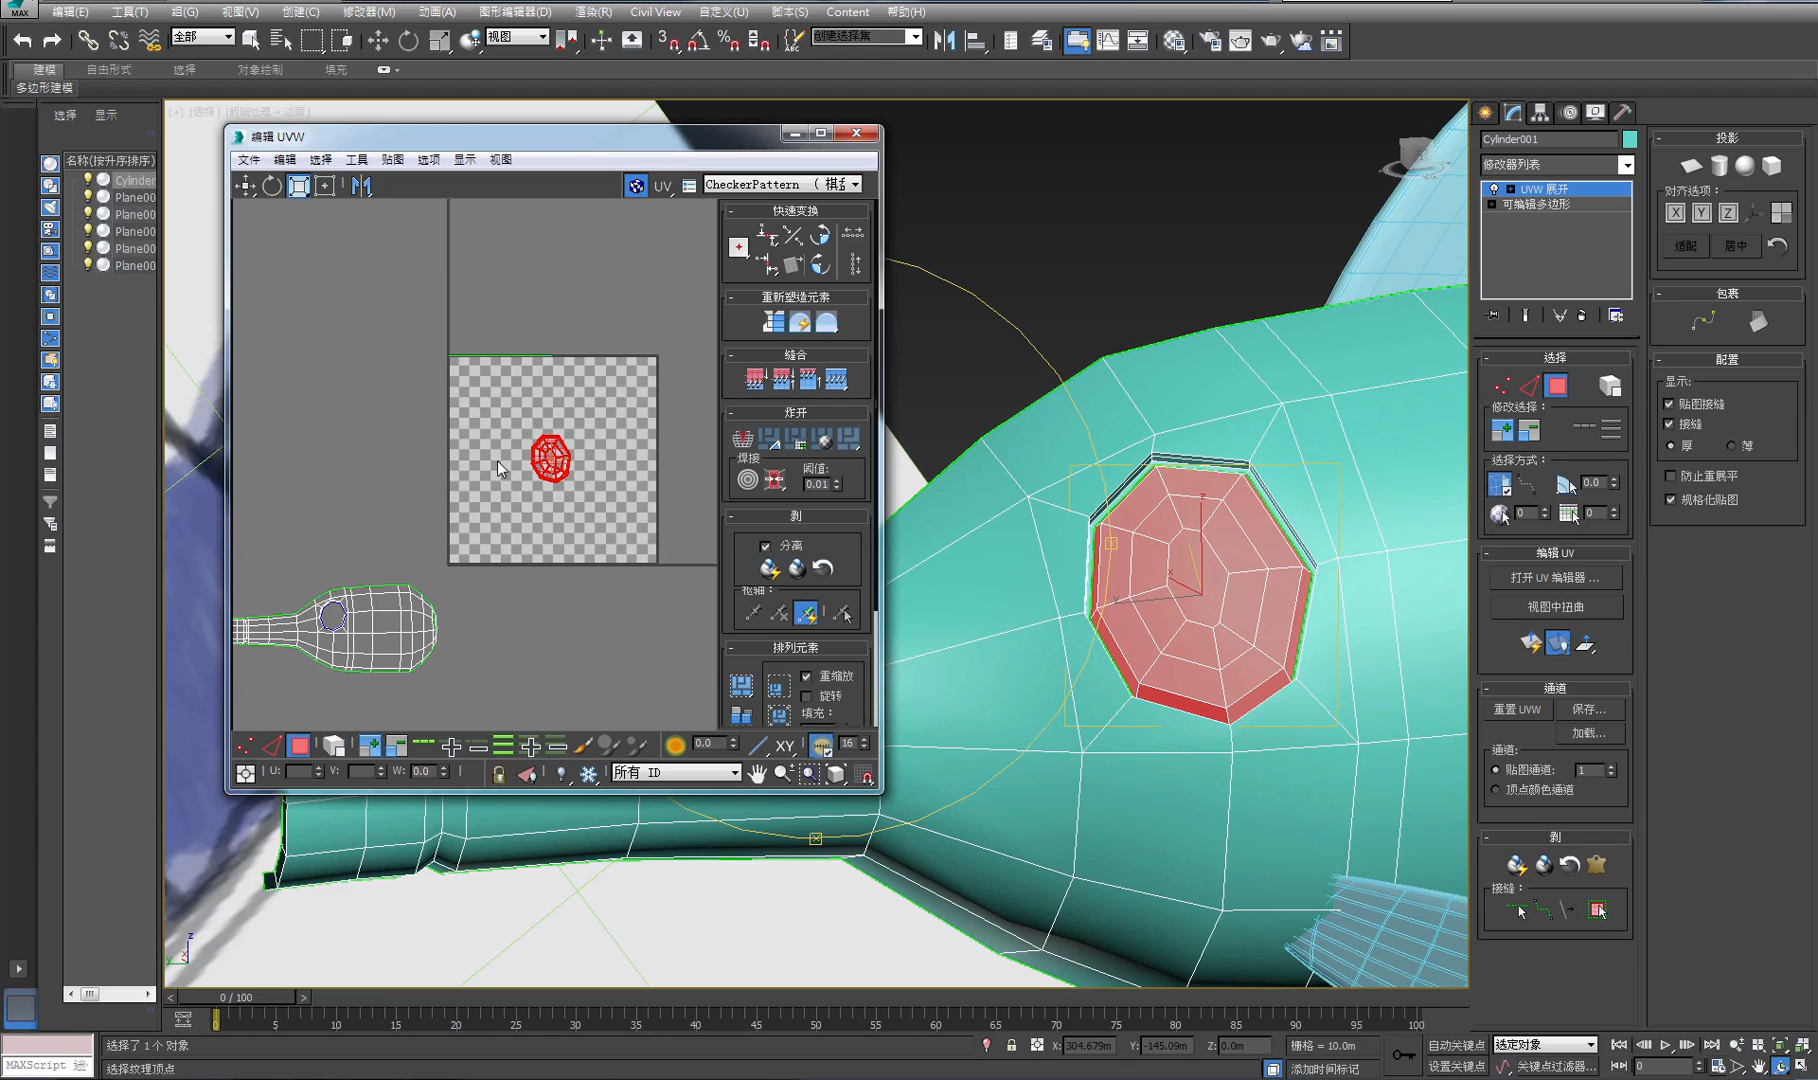 MAX
编辑(E) 工具(T) 组(G) 视图(V) 创建(C) 修改器(M) 动画(A) 图形编辑器(D) 渲染(R) Civil View 自定义(U) 脚本(S) Content 帮助(H)
全部 视图 创建选择集
建模 自由形式 选择 对象绘制 填充
多边形建模
选择 显示
名称(按升序排序)
Cylinder
Plane00
Plane00
Plane00
Plane00
Plane00
[+] [透视] [明暗处理 + 边面]
编辑 UVW
文件 编辑 选择 工具 贴图 选项 显示 视图
UV CheckerPattern
快速变换
重新塑造元素
缝合
炸开
焊接 阈值:
0.01
剥
分离
枢轴:
排列元素
重缩放
旋转
填充:
0.0 XY 16
U: V: W: 0.0 所有 ID
Cylinder001
修改器列表
UVW 展开
可编辑多边形
选择
修改选择:
选择方式:
0.0
0 0
编辑 UV
打开 UV 编辑器 ...
视图中扭曲
通道
重置 UVW 保存...
加载...
通道:
贴图通道: 1
顶点颜色通道
剥
接缝:
投影
对齐选项:
X Y Z
适配 居中
包裹
配置
显示:
贴图接缝
接缝
厚 薄
防止重展平
规格化贴图
z
x
y
0 / 100
0 5 10 15 20 25 30 35 40 45 50 55 60 65 70 75 80 85 90 95 100
选择了 1 个 对象 X: 304.679m Y: -145.09m Z: 0.0m 栅格 = 10.0m 自动关键点 选定对象
MAXScript 选择纹理顶点 添加时间标记 设置关键点 关键点过滤器... 0